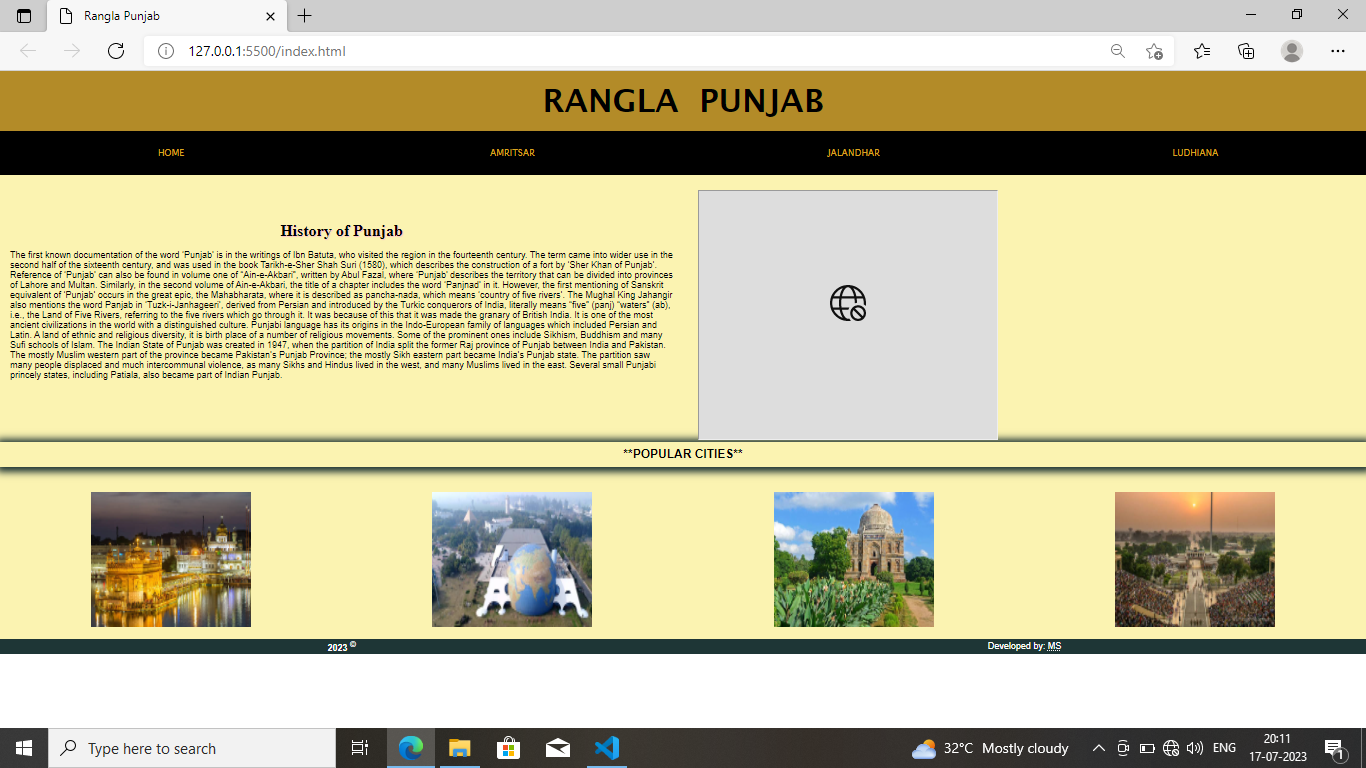 Rangla Punjab
127.0.0.1:5500/index.html
RANGLA PUNJAB
HOME AMRITSAR JALANDHAR LUDHIANA
History of Punjab
The first known documentation of the word 'Punjab' is in the writings of Ibn Batuta, who visited the region in the fourteenth century. The term came into wider use in the
second half of the sixteenth century, and was used in the book Tarikh-e-Sher Shah Suri (1580), which describes the construction of a fort by 'Sher Khan of Punjab'.
Reference of 'Punjab' can also be found in volume one of "Ain-e-Akbari", written by Abul Fazal, where 'Punjab' describes the territory that can be divided into provinces
of Lahore and Multan. Similarly, in the second volume of Ain-e-Akbari, the title of a chapter includes the word 'Panjnad' in it. However, the first mentioning of Sanskrit
equivalent of 'Punjab' occurs in the great epic, the Mahabharata, where it is described as pancha-nada, which means 'country of five rivers'. The Mughal King Jahangir
also mentions the word Panjab in 'Tuzk-i-Janhageeri', derived from Persian and introduced by the Turkic conquerors of India, literally means "five" (panj) "waters" (ab),
i.e., the Land of Five Rivers, referring to the five rivers which go through it. It was because of this that it was made the granary of British India. It is one of the most
ancient civilizations in the world with a distinguished culture. Punjabi language has its origins in the Indo-European family of languages which included Persian and
Latin. A land of ethnic and religious diversity, it is birth place of a number of religious movements. Some of the prominent ones include Sikhism, Buddhism and many
Sufi schools of Islam. The Indian State of Punjab was created in 1947, when the partition of India split the former Raj province of Punjab between India and Pakistan.
The mostly Muslim western part of the province became Pakistan's Punjab Province; the mostly Sikh eastern part became India's Punjab state. The partition saw
many people displaced and much intercommunal violence, as many Sikhs and Hindus lived in the west, and many Muslims lived in the east. Several small Punjabi
princely states, including Patiala, also became part of Indian Punjab.
**POPULAR CITIES**
2023 © Developed by: MS
Type here to search
32°C Mostly cloudy
ENG
20:11
17-07-2023
1